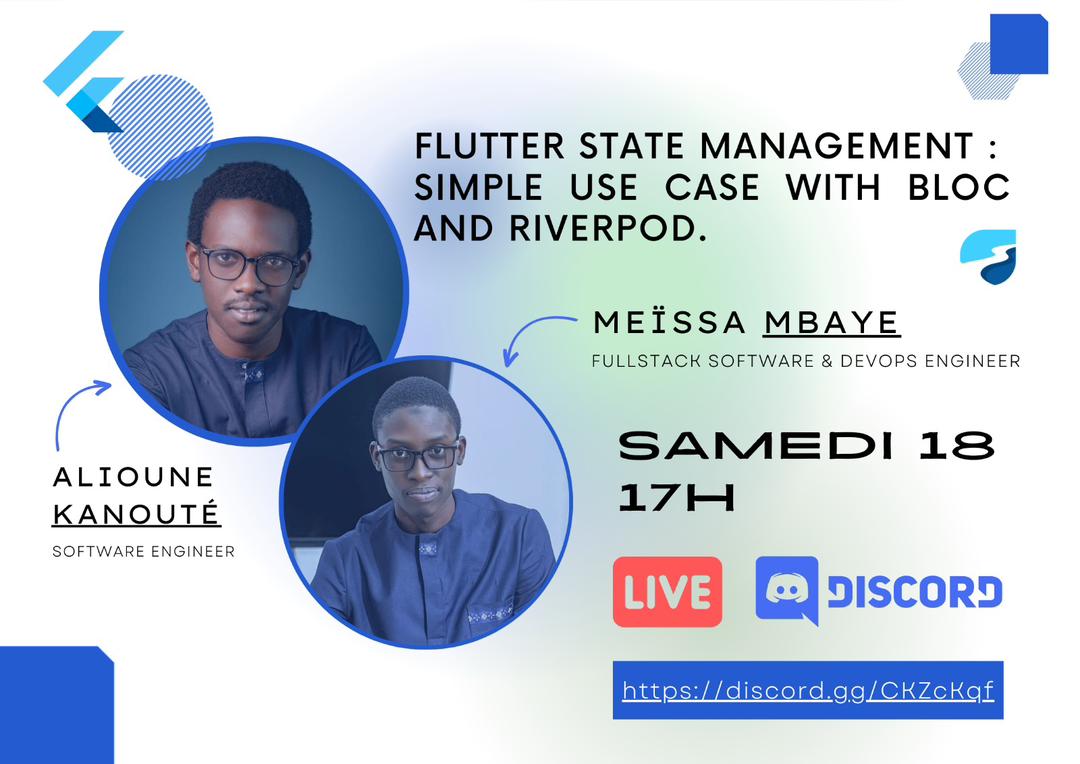 FLUTTER STATE MANAGEMENT :
SIMPLE USE CASE WITH BLOC
AND RIVERPOD.
MEÏSSA MBAYE
FULLSTACK SOFTWARE & DEVOPS ENGINEER
ALIOUNE
KANOUTÉ
SOFTWARE ENGINEER
SAMEDI 18
17H
LIVE
DISCORD
https://discord.gg/CKZcKqf